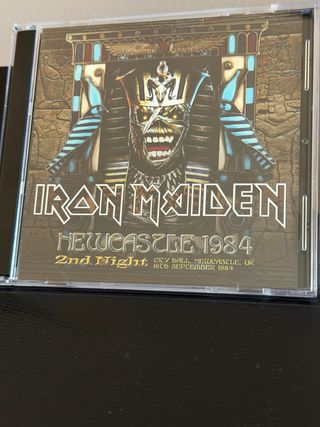 IRON MAIDEN
NEWCASTLE 1984
2nd Night
CITY HALL, NEWCASTLE, UK
16TH SEPTEMBER 1984